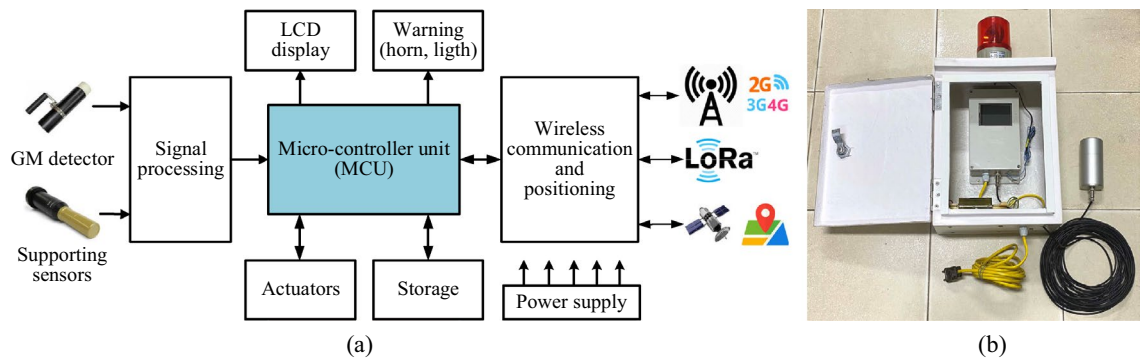 LCD
display
Warning
(horn, ligth)
GM detector
Supporting
sensors
Signal
processing
Micro-controller unit
(MCU)
Wireless
communication
and
positioning
2G
3G4G
LoRa™
Actuators
Storage
Power supply
(a)
(b)